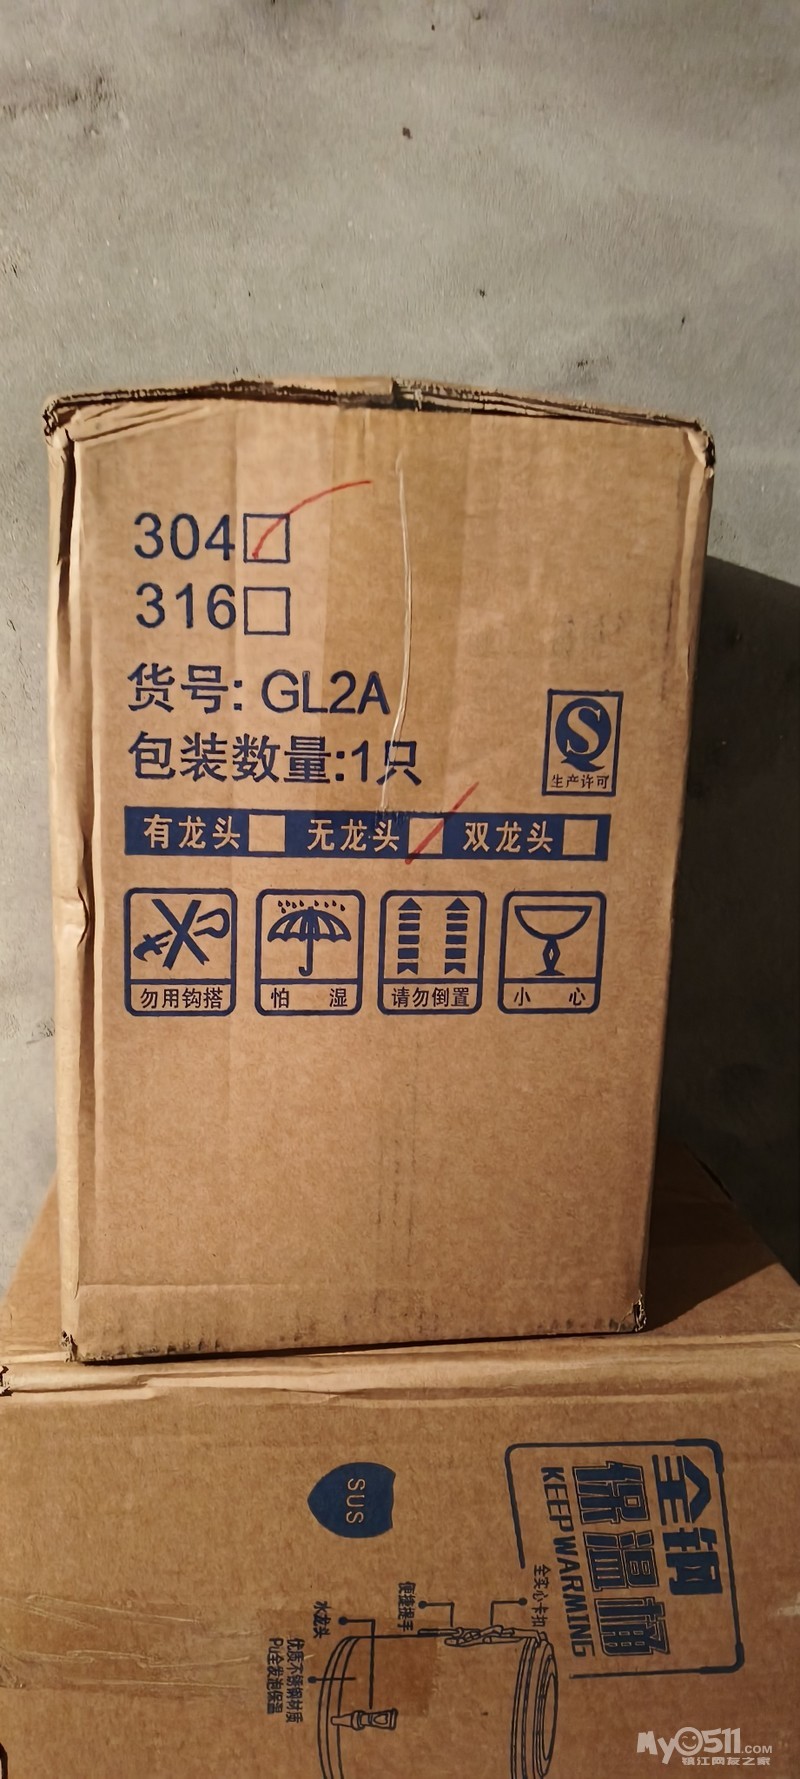 304
316
货号: GL2A
包装数量:1只
生产许可
有龙头 无龙头 双龙头
勿用钩搭 怕湿 请勿倒置 小心
全钢
保温桶
KEEP WARMING
SUS
全实心卡扣
便捷提手
水龙头
优质不锈钢材质
PU全发泡保温
My0511.COM
镇江网友之家